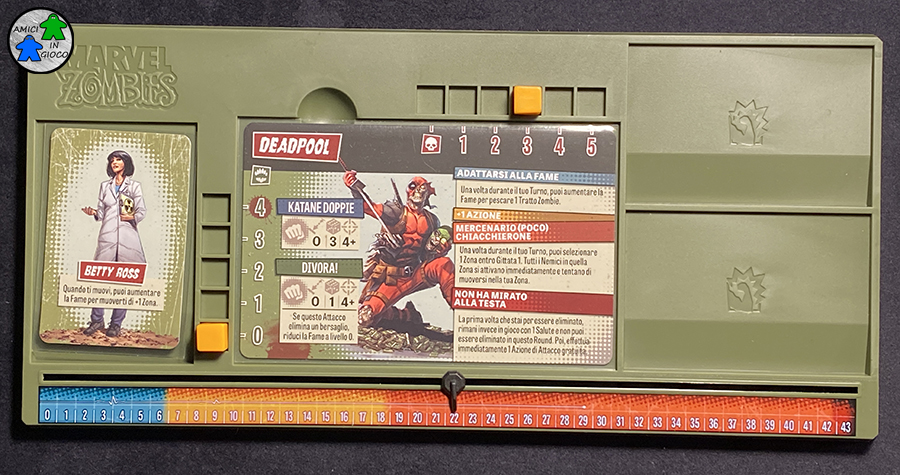 AMICI
IN
GIOCO
MARVEL
ZOMBIES
DEADPOOL
1 2 3 4 5
ADATTARSI ALLA FAME
Una volta durante il tuo Turno, puoi aumentare la
Fame per pescare 1 Tratto Zombie.
+1 AZIONE
MERCENARIO (POCO)
CHIACCHIERONE
Una volta durante il tuo Turno, puoi selezionare
1 Zona entro Gittata 1. Tutti i Nemici in quella
Zona si attivano immediatamente e tentano di
muoversi nella tua Zona.
NON HA MIRATO
ALLA TESTA
La prima volta che stai per essere eliminato,
rimani invece in gioco con 1 Salute e non puoi
essere eliminato in questo Round. Poi, effettua
immediatamente 1 Azione di Attacco gratuita.
4
3
2
1
0
KATANE DOPPIE
0 3 4+
DIVORA!
0 1 4+
Se questo Attacco
elimina un bersaglio,
riduci la Fame a livello 0.
BETTY ROSS
Quando ti muovi, puoi aumentare
la Fame per muoverti di +1 Zona.
0 1 2 3 4 5 6 7 8 9 10 11 12 13 14 15 16 17 18 19 20 21 22 23 24 25 26 27 28 29 30 31 32 33 34 35 36 37 38 39 40 41 42 43